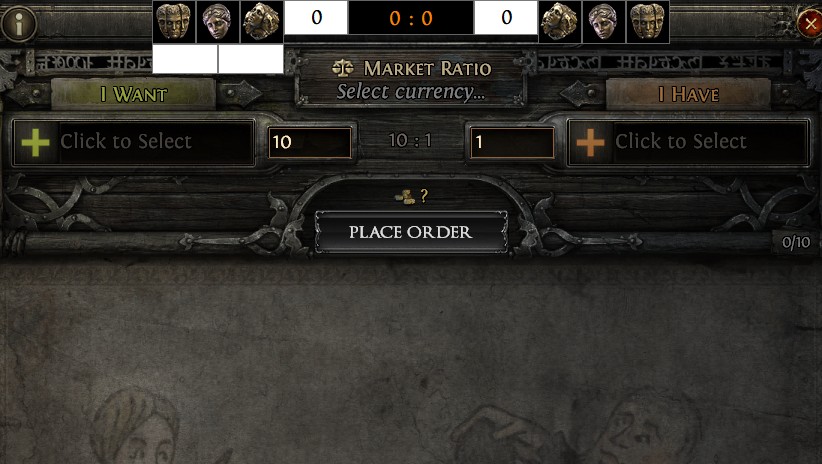 0 0 : 0 0
MARKET RATIO
Select currency...
I WANT
I HAVE
Click to Select
10
10 : 1
1
Click to Select
?
PLACE ORDER
0/10